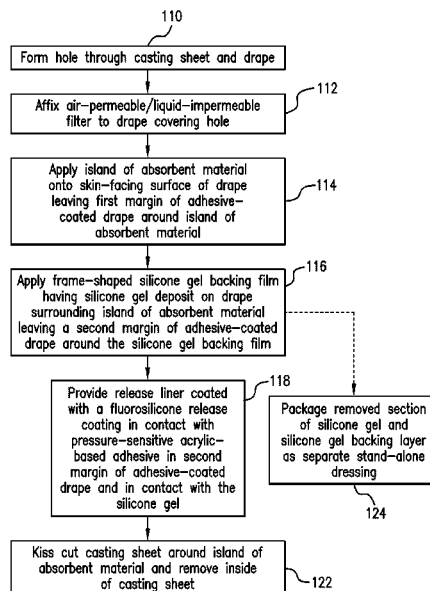 110
Form hole through casting sheet and drape
112
Affix air-permeable/liquid-impermeable
filter to drape covering hole
Apply island of absorbent material
onto skin-facing surface of drape
leaving first margin of adhesive-
coated drape around island of
absorbent material
114
116
Apply frame-shaped silicone gel backing film
having silicone gel deposit on drape
surrounding island of absorbent material
leaving a second margin of adhesive-coated
drape around the silicone gel backing film
118
Provide release liner coated
with a fluorosilicone release
coating in contact with
pressure-sensitive acrylic-
based adhesive in second
margin of adhesive-coated
drape and in contact with the
silicone gel
Package removed section
of silicone gel and
silicone gel backing layer
as separate stand-alone
dressing
124
Kiss cut casting sheet around island of
absorbent material and remove inside
of casting sheet
122